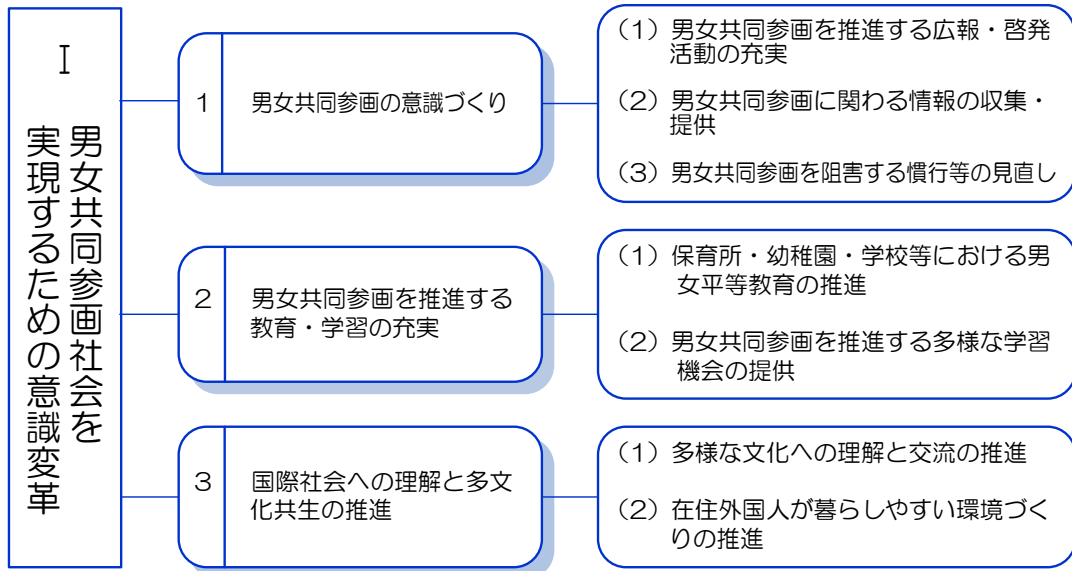 Ⅰ
男女共同参画社会を
実現するための意識変革
1
男女共同参画の意識づくり
(1) 男女共同参画を推進する広報・啓発
活動の充実
(2) 男女共同参画に関わる情報の収集・
提供
(3) 男女共同参画を阻害する慣行等の見直し
2
男女共同参画を推進する
教育・学習の充実
(1) 保育所・幼稚園・学校等における男
女平等教育の推進
(2) 男女共同参画を推進する多様な学習
機会の提供
3
国際社会への理解と多文
化共生の推進
(1) 多様な文化への理解と交流の推進
(2) 在住外国人が暮らしやすい環境づく
りの推進